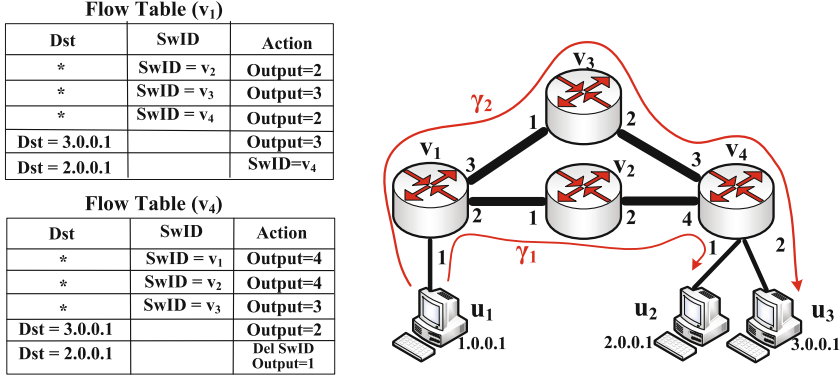 Flow Table (v1)
Dst SwID Action
* SwID = v2 Output=2
* SwID = v3 Output=3
* SwID = v4 Output=2
Dst = 3.0.0.1 Output=3
Dst = 2.0.0.1 SwID=v4
Flow Table (v4)
Dst SwID Action
* SwID = v1 Output=4
* SwID = v2 Output=4
* SwID = v3 Output=3
Dst = 3.0.0.1 Output=2
Dst = 2.0.0.1 Del SwID
Output=1
v3
γ2
1 2
v1 v2 v4
3 3
2 1 2 4
1 γ1 1 2
u1 u2 u3
1.0.0.1 2.0.0.1 3.0.0.1